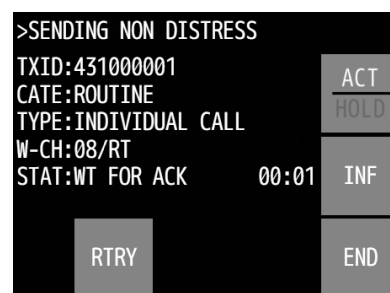 >SENDING NON DISTRESS
TXID:431000001
CATE:ROUTINE
TYPE:INDIVIDUAL CALL
W-CH:08/RT
STAT:WT FOR ACK 00:01
ACT
HOLD
INF
RTRY
END